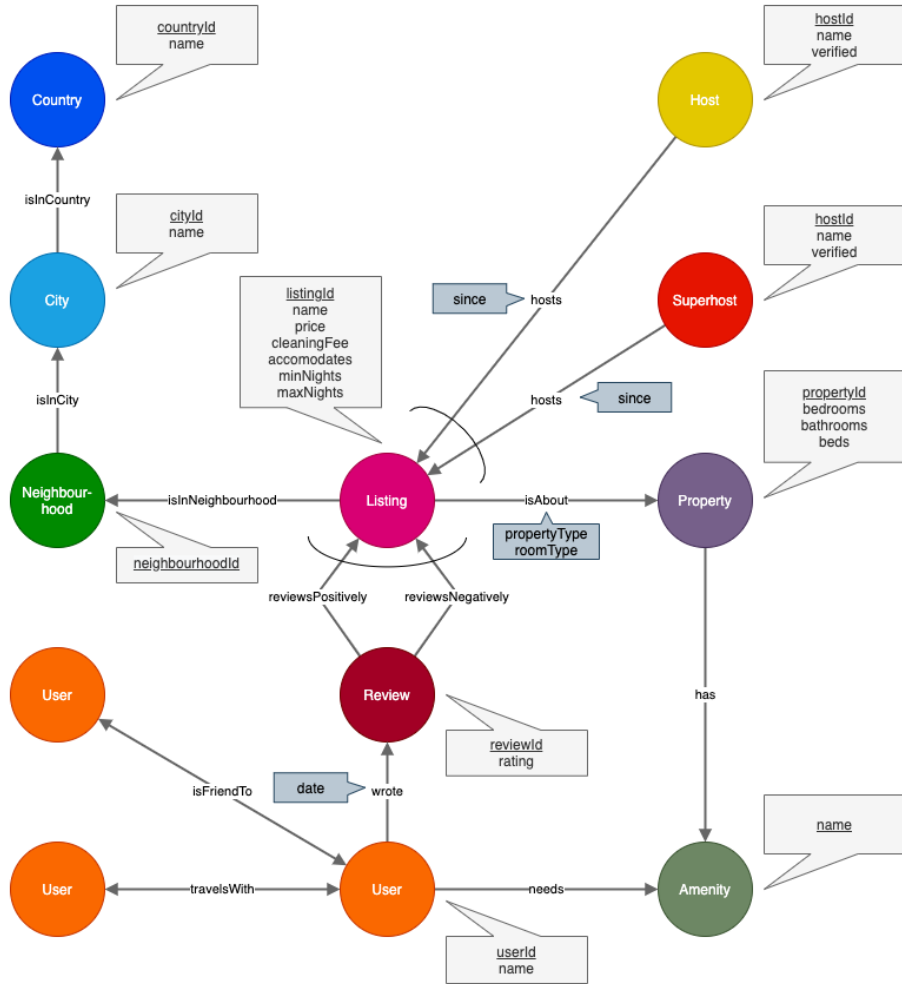 countryId
name
Country
hostId
name
verified
Host
isInCountry
cityId
name
City
hostId
name
verified
Superhost
since
hosts
listingId
name
price
cleaningFee
accomodates
minNights
maxNights
isInCity
hosts
since
propertyId
bedrooms
bathrooms
beds
Neighbour-
hood
isInNeighbourhood
Listing
isAbout
Property
propertyType
roomType
neighbourhoodId
reviewsPositively
reviewsNegatively
User
Review
has
reviewId
rating
isFriendTo
date
wrote
name
User
travelsWith
User
needs
Amenity
userId
name